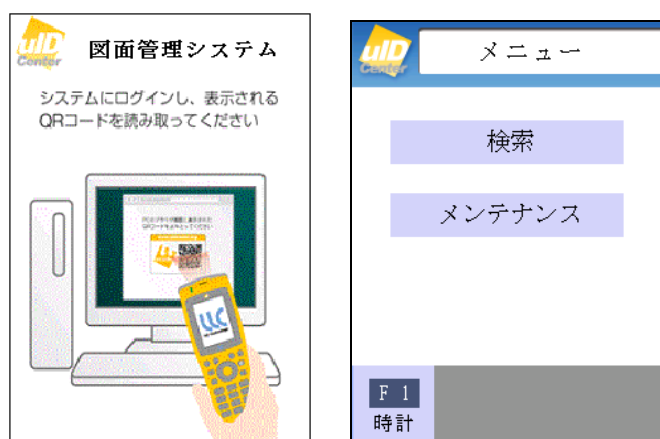 uID
Center
図面管理システム
システムにログインし、表示される
QRコードを読み取ってください
UC
uID
Center
メニュー
検索
メンテナンス
F 1
時計